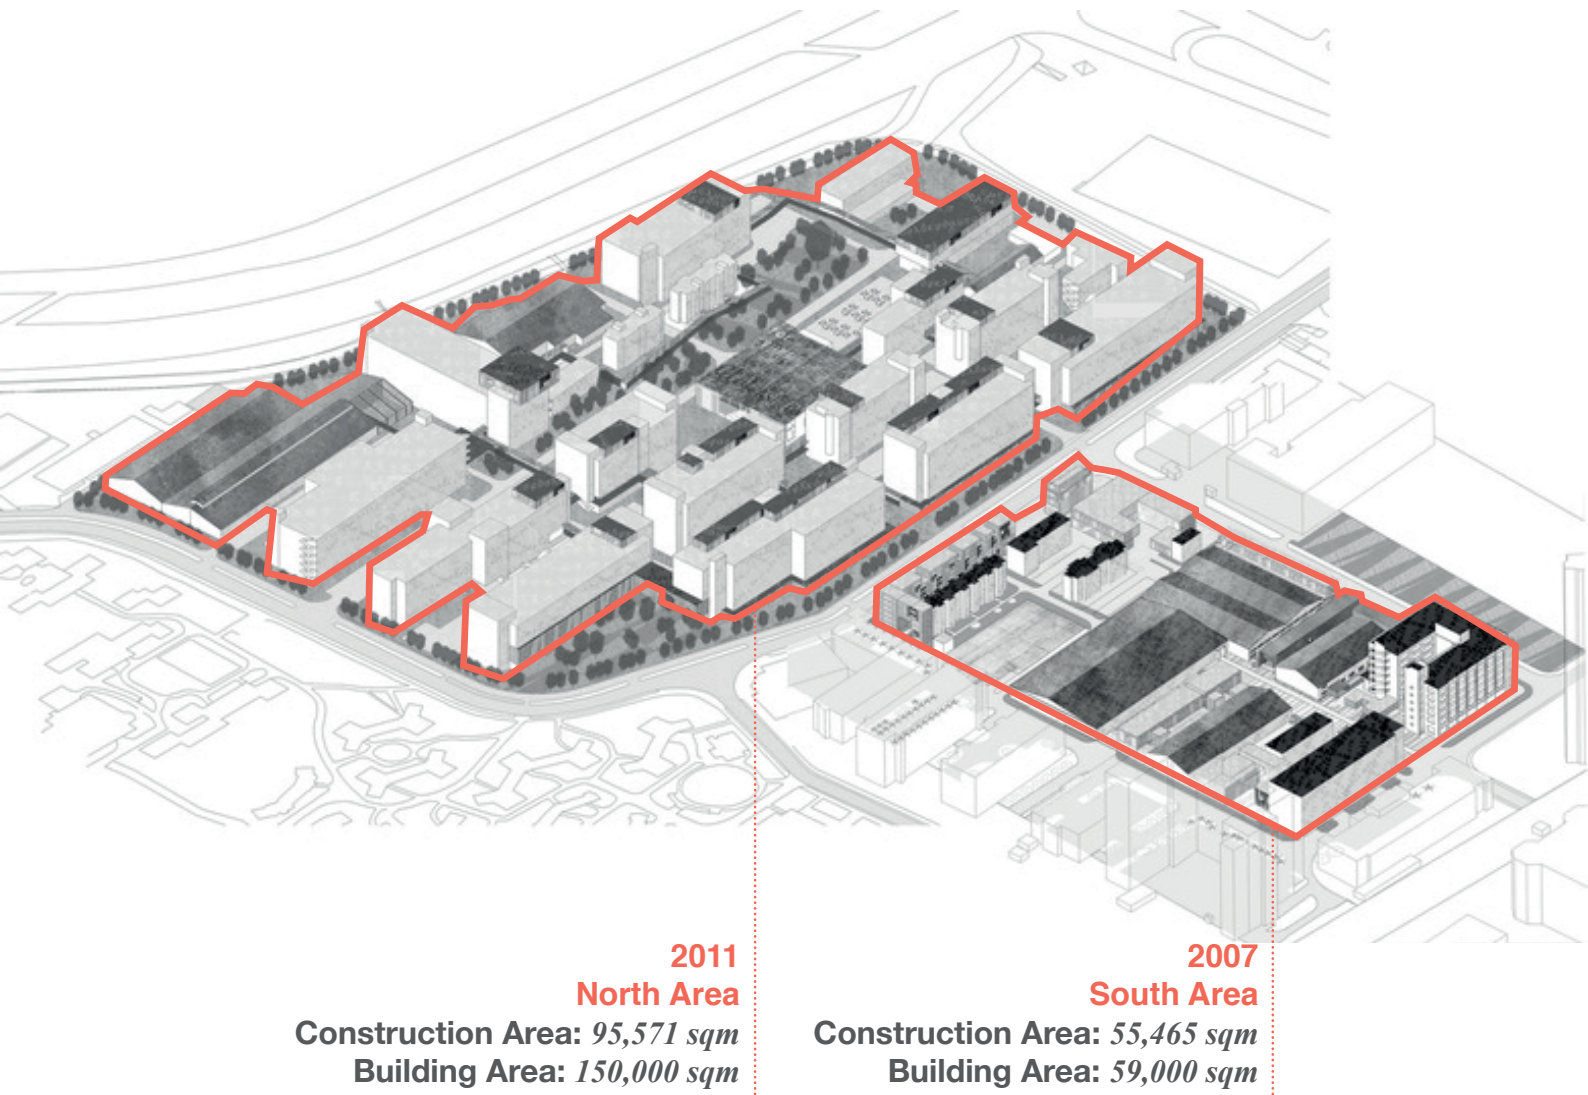 2011
North Area
Construction Area: 95,571 sqm
Building Area: 150,000 sqm
2007
South Area
Construction Area: 55,465 sqm
Building Area: 59,000 sqm